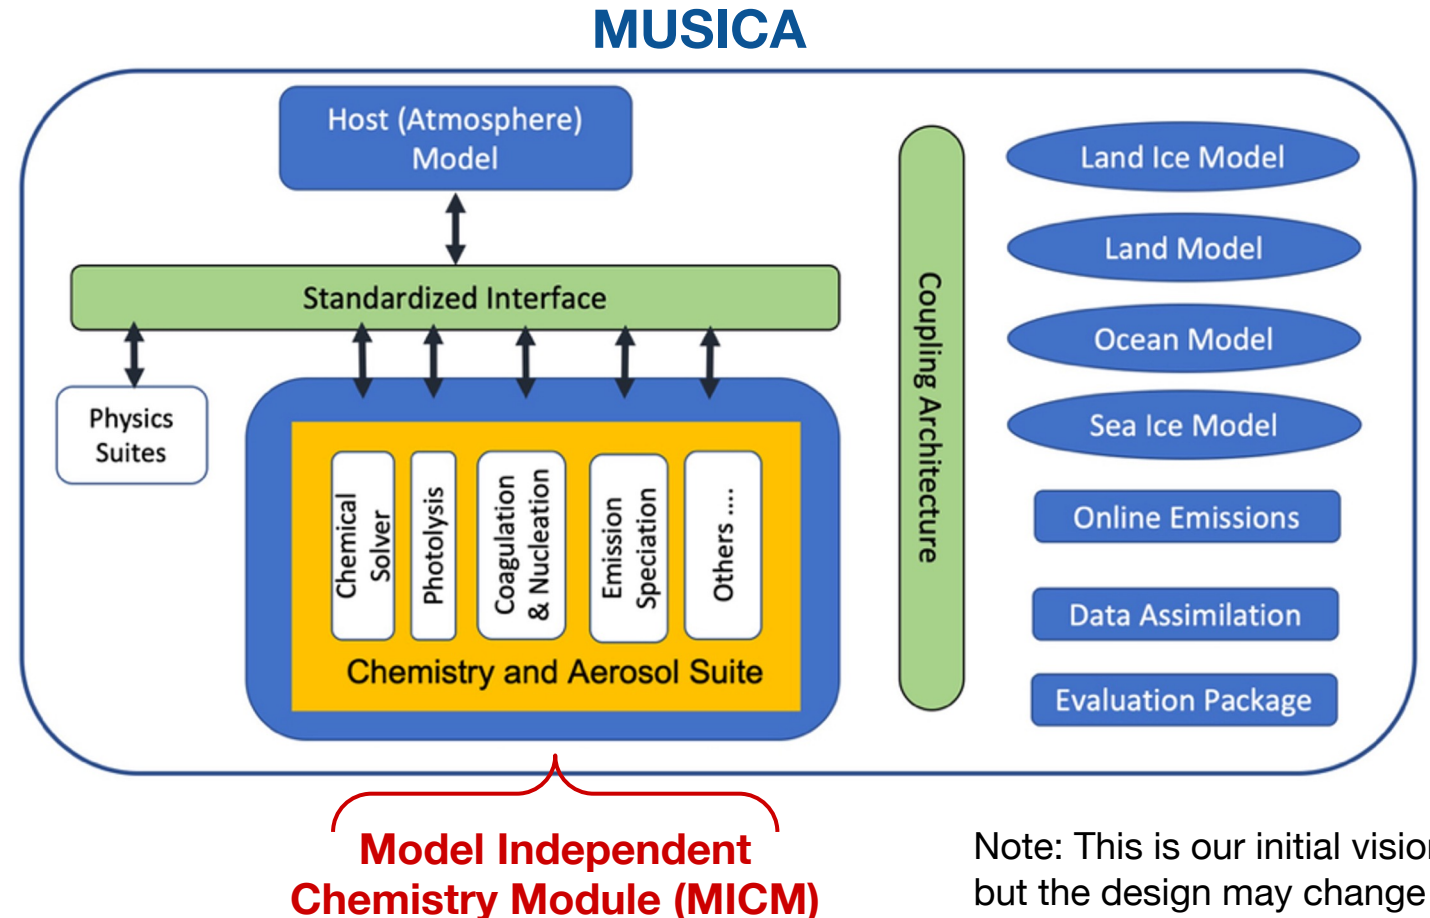 MUSICA
Host (Atmosphere)
Model
Standardized Interface
Physics
Suites
Chemical
Solver
Photolysis
Coagulation
& Nucleation
Emission
Speciation
Others ....
Chemistry and Aerosol Suite
Coupling Architecture
Land Ice Model
Land Model
Ocean Model
Sea Ice Model
Online Emissions
Data Assimilation
Evaluation Package
Model Independent
Chemistry Module (MICM)
Note: This is our initial vision
but the design may change